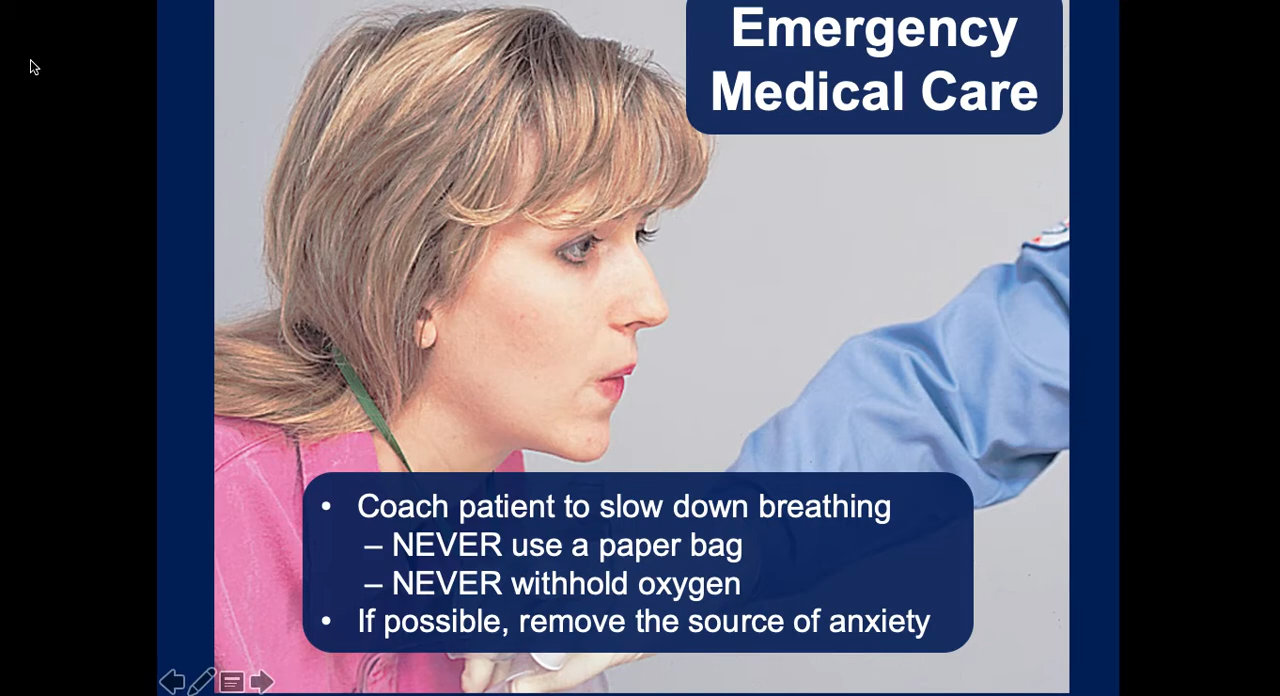 Emergency
Medical Care
• Coach patient to slow down breathing
– NEVER use a paper bag
– NEVER withhold oxygen
• If possible, remove the source of anxiety